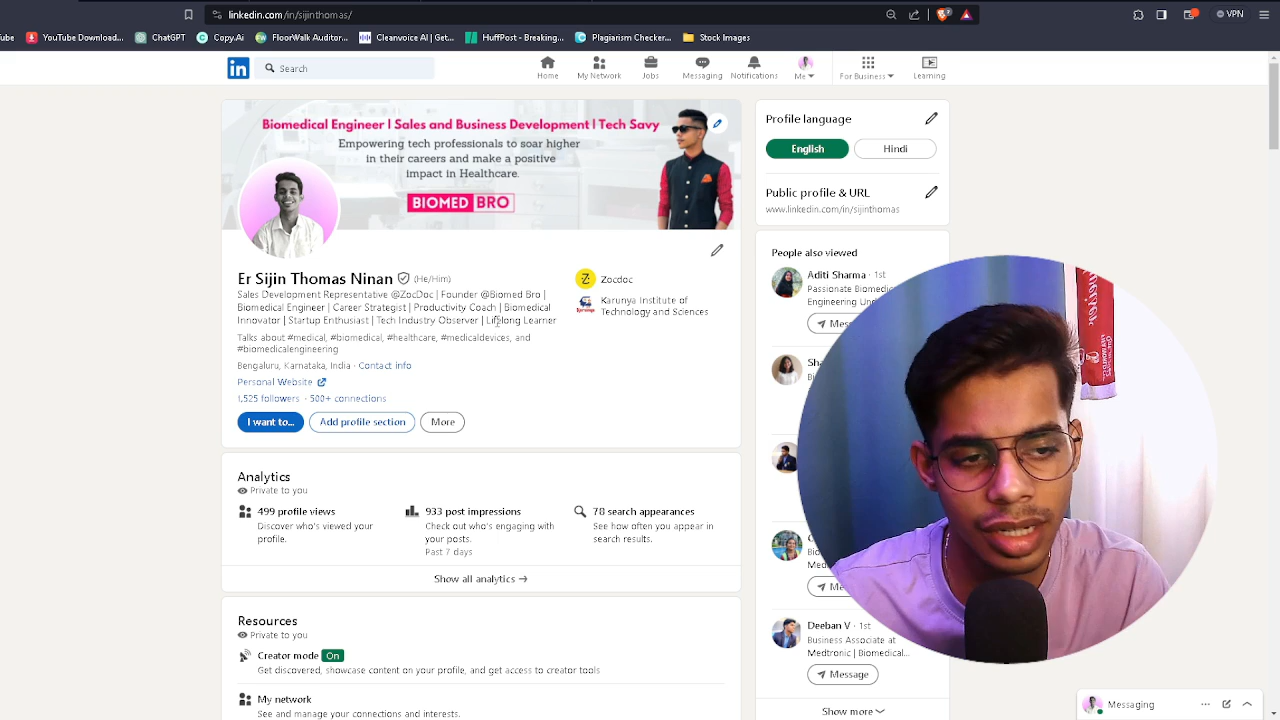 linkedin.com/in/sijinthomas/
VPN
ube
YouTube Download...
ChatGPT
Copy.Ai
FloorWalk Auditor...
Cleanvoice AI | Get...
HuffPost - Breaking...
Plagiarism Checker...
Stock Images
in
Search
Home
My Network
Jobs
Messaging
Notifications
Me
For Business
Learning
Biomedical Engineer | Sales and Business Development | Tech Savy
Empowering tech professionals to soar higher
in their careers and make a positive
impact in Healthcare.
BIOMED BRO
Er Sijin Thomas Ninan (He/Him)
Sales Development Representative @ZocDoc | Founder @Biomed Bro |
Biomedical Engineer | Career Strategist | Productivity Coach | Biomedical
Innovator | Startup Enthusiast | Tech Industry Observer | Lifelong Learner
Talks about #medical, #biomedical, #healthcare, #medicaldevices, and
#biomedicalengineering
Bengaluru, Karnataka, India · Contact info
Personal Website
1,525 followers · 500+ connections
I want to...
Add profile section
More
Zocdoc
Karunya Institute of
Technology and Sciences
Analytics
Private to you
499 profile views
Discover who's viewed your
profile.
933 post impressions
Check out who's engaging with
your posts.
Past 7 days
78 search appearances
See how often you appear in
search results.
Show all analytics →
Resources
Private to you
Creator mode On
Get discovered, showcase content on your profile, and get access to creator tools
My network
See and manage your connections and interests.
Profile language
English
Hindi
Public profile & URL
www.linkedin.com/in/sijinthomas
People also viewed
Aditi Sharma · 1st
Passionate Biomed
Engineering Un
Mes
Sha
Bi
Bio
Med
Me
Deeban V · 1st
Business Associate at
Medtronic | Biomedical...
Message
Show more
Messaging